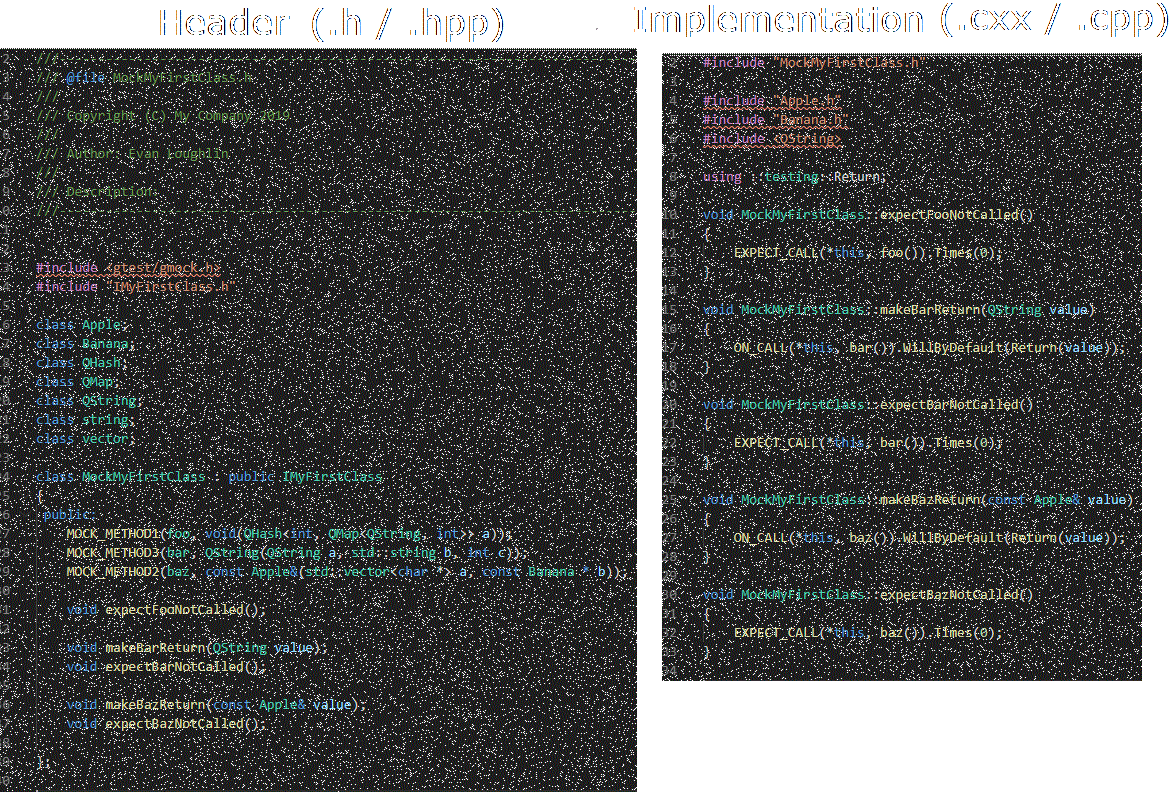 Header (.h / .hpp)
///
/// @file MockMyFirstClass.h
///
/// Copyright (C) My Company 2019
///
/// Author: Evan Loughlin
///
/// Description:
///
#include <gtest/gmock.h>
#include "IMyFirstClass.h"
class Apple;
class Banana;
class QHash;
class QMap;
class QString;
class string;
class vector;
class MockMyFirstClass : public IMyFirstClass
{
public:
MOCK_METHOD1(foo, void(QHash<int, QMap<QString, int>> a));
MOCK_METHOD3(bar, QString(QString a, std::string b, int c));
MOCK_METHOD2(baz, const Apple&(std::vector<char *> a, const Banana * b));
void expectFooNotCalled();
void makeBarReturn(QString value);
void expectBarNotCalled();
void makeBazReturn(const Apple& value);
void expectBazNotCalled();
};
Implementation (.cxx / .cpp)
#include "MockMyFirstClass.h"
#include "Apple.h"
#include "Banana.h"
#include <QString>
using ::testing::Return;
void MockMyFirstClass::expectFooNotCalled()
{
EXPECT_CALL(*this, foo()).Times(0);
}
void MockMyFirstClass::makeBarReturn(QString value)
{
ON_CALL(*this, bar()).WillByDefault(Return(value));
}
void MockMyFirstClass::expectBarNotCalled()
{
EXPECT_CALL(*this, bar()).Times(0);
}
void MockMyFirstClass::makeBazReturn(const Apple& value)
{
ON_CALL(*this, baz()).WillByDefault(Return(value));
}
void MockMyFirstClass::expectBazNotCalled()
{
EXPECT_CALL(*this, baz()).Times(0);
}